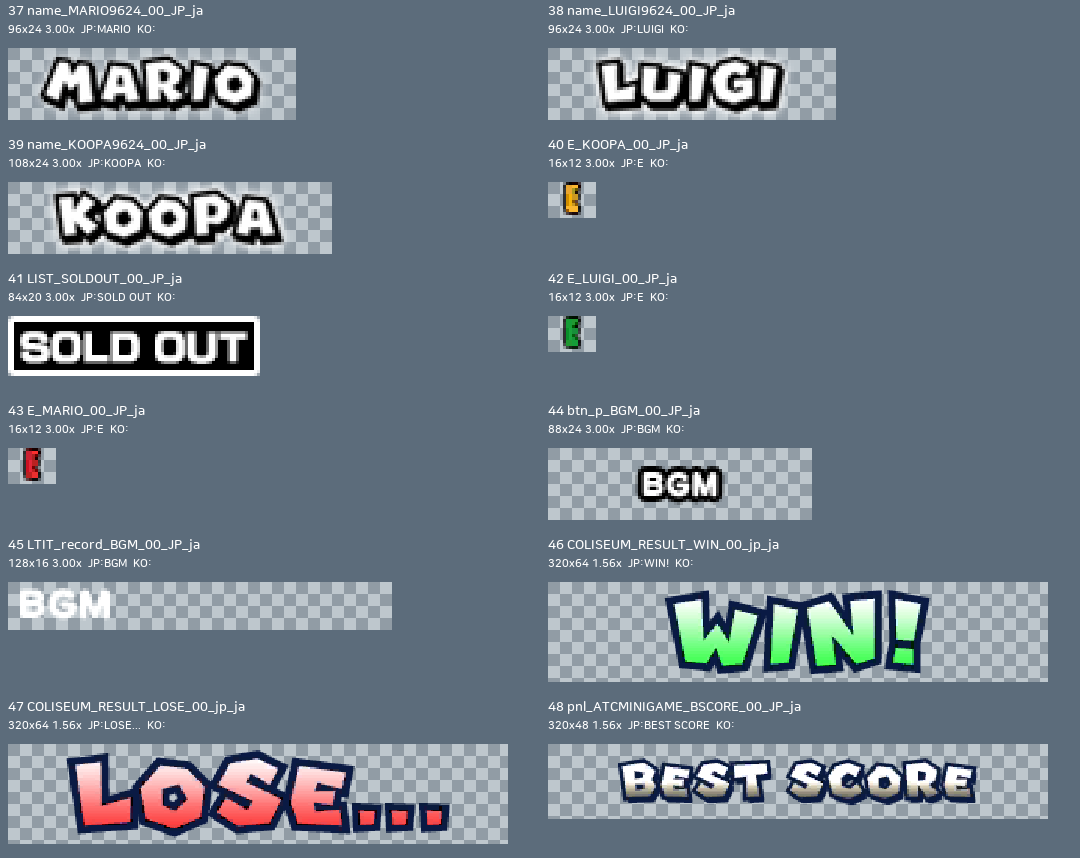 37 name_MARIO9624_00_JP_ja
96x24 3.00x JP:MARIO KO:
MARIO
38 name_LUIGI9624_00_JP_ja
96x24 3.00x JP:LUIGI KO:
LUIGI
39 name_KOOPA9624_00_JP_ja
108x24 3.00x JP:KOOPA KO:
KOOPA
40 E_KOOPA_00_JP_ja
16x12 3.00x JP:E KO:
E
41 LIST_SOLDOUT_00_JP_ja
84x20 3.00x JP:SOLD OUT KO:
SOLD OUT
42 E_LUIGI_00_JP_ja
16x12 3.00x JP:E KO:
E
43 E_MARIO_00_JP_ja
16x12 3.00x JP:E KO:
E
44 btn_p_BGM_00_JP_ja
88x24 3.00x JP:BGM KO:
BGM
45 LTIT_record_BGM_00_JP_ja
128x16 3.00x JP:BGM KO:
BGM
46 COLISEUM_RESULT_WIN_00_jp_ja
320x64 1.56x JP:WIN! KO:
WIN!
47 COLISEUM_RESULT_LOSE_00_jp_ja
320x64 1.56x JP:LOSE... KO:
LOSE...
48 pnl_ATCMINIGAME_BSCORE_00_JP_ja
320x48 1.56x JP:BEST SCORE KO:
BEST SCORE